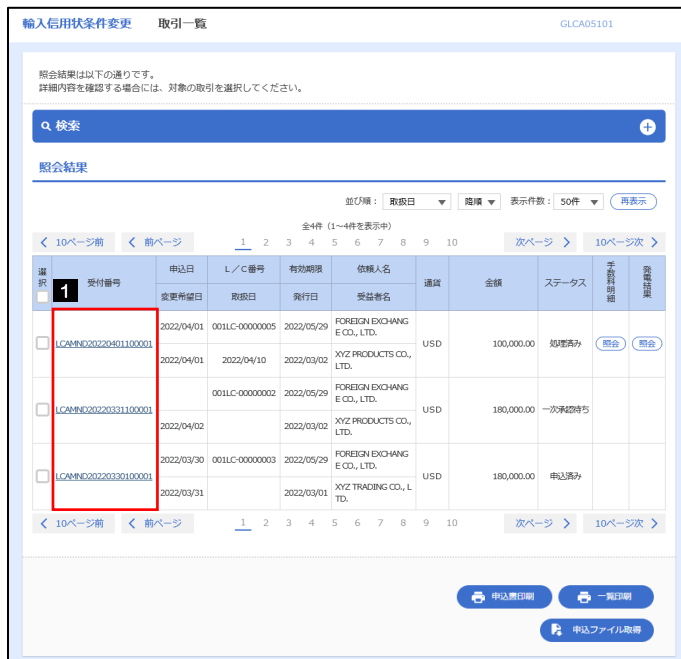 輸入信用状条件変更 取引一覧 GLCA05101
照会結果は以下の通りです。
詳細内容を確認する場合には、対象の取引を選択してください。
検索
照会結果
並び順： 取扱日 ▼ 降順 ▼ 表示件数： 50件 ▼ 再表示
全4件（1～4件を表示中）
10ページ前 前ページ 1 2 3 4 5 6 7 8 9 10 次ページ 10ページ次
選択 1 受付番号 申込日 L／C番号 有効期限 依頼人名 通貨 金額 ステータス 手数料明細 発電結果
変更希望日 取扱日 発行日 受益者名
LCAMND20220401100001 2022/04/01 001LC-00000005 2022/05/29 FOREIGN EXCHANG
E CO., LTD. USD 100,000.00 処理済み 照会 照会
2022/04/01 2022/04/10 2022/03/02 XYZ PRODUCTS CO.,
LTD.
LCAMND20220331100001 001LC-00000002 2022/05/29 FOREIGN EXCHANG
E CO., LTD. USD 180,000.00 一次承認待ち
2022/04/02 2022/03/02 XYZ PRODUCTS CO.,
LTD.
LCAMND20220330100001 2022/03/30 001LC-00000003 2022/05/29 FOREIGN EXCHANG
E CO., LTD. USD 180,000.00 申込済み
2022/03/31 2022/03/01 XYZ TRADING CO., L
TD.
10ページ前 前ページ 1 2 3 4 5 6 7 8 9 10 次ページ 10ページ次
申込書印刷 一覧印刷
申込ファイル取得